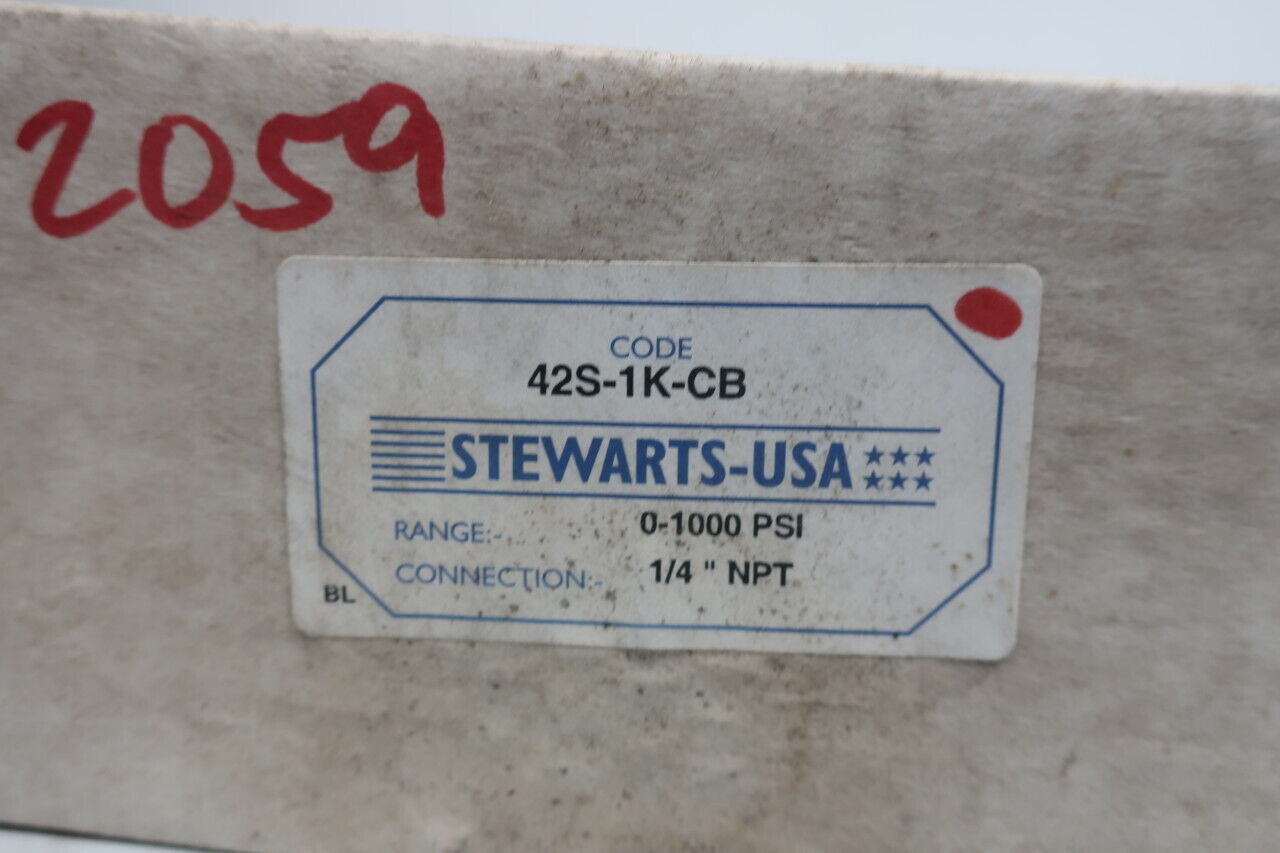 2059
CODE
42S-1K-CB
STEWARTS-USA
RANGE:- 0-1000 PSI
CONNECTION:- 1/4 " NPT
BL